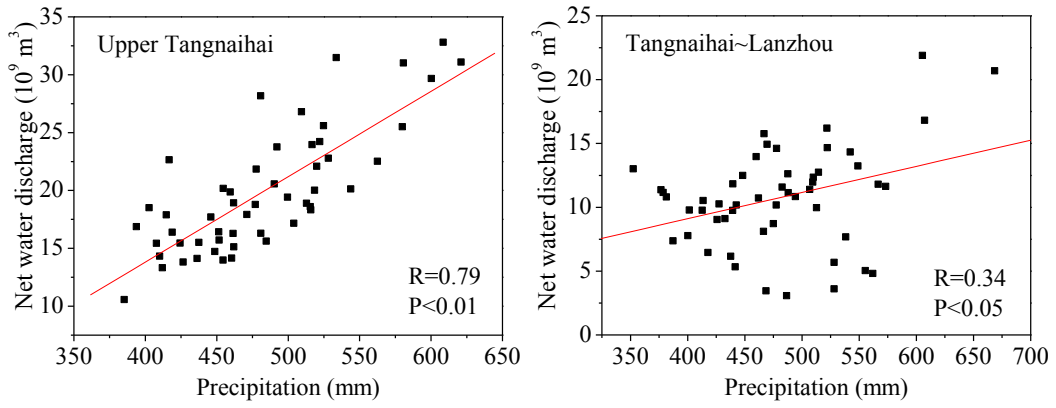 Upper Tangnaihai
Net water discharge (10⁹ m³)
35
30
25
20
15
10
R=0.79
P<0.01
350 400 450 500 550 600 650
Precipitation (mm)
Tangnaihai~Lanzhou
Net water discharge (10⁹ m³)
25
20
15
10
5
0
R=0.34
P<0.05
350 400 450 500 550 600 650 700
Precipitation (mm)